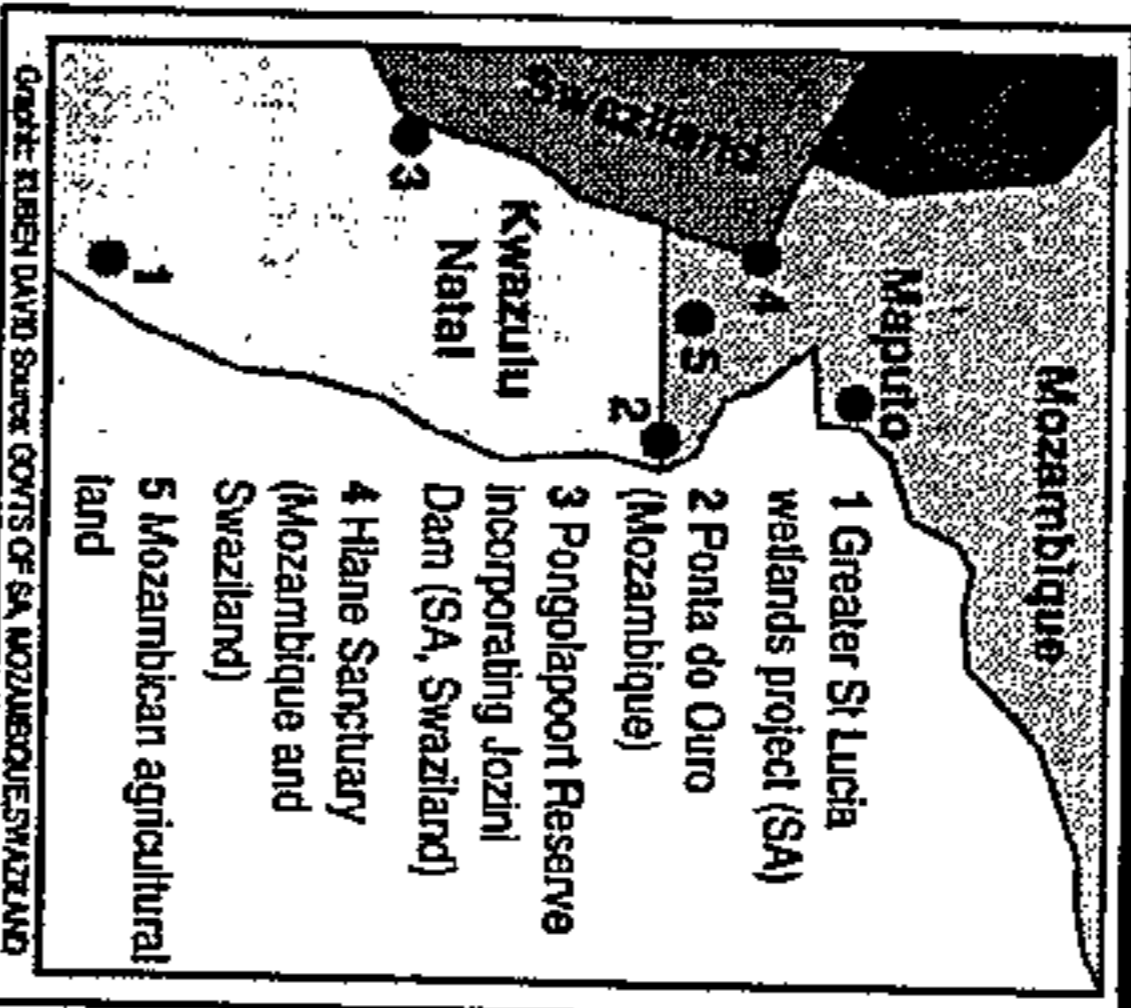 Mozambique
Maputo
Swaziland
4
5
2
Kwazulu
Natal
3
1
1 Greater St Lucia
wetlands project (SA)
2 Ponta do Ouro
(Mozambique)
3 Pongolapoort Reserve
incorporating Jozini
Dam (SA, Swaziland)
4 Hlane Sanctuary
(Mozambique and
Swaziland)
5 Mozambican agricultural
land
Graphic: RUBEN DAVID Source: GOVTS OF SA, MOZAMBIQUE, SWAZILAND